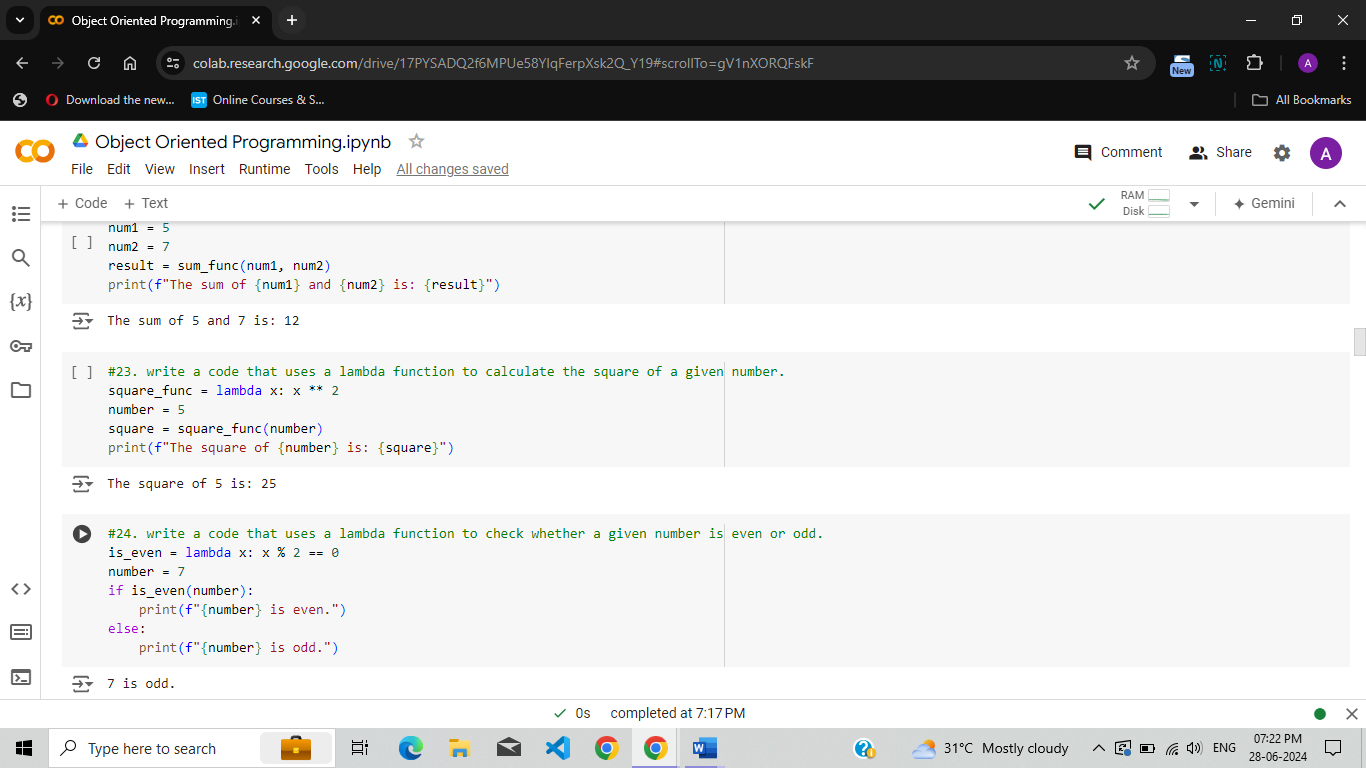 Object Oriented Programming.i
colab.research.google.com/drive/17PYSADQ2f6MPUe58YIqFerpXsk2Q_Y19#scrollTo=gV1nXORQFskF
New
N
A
Download the new...
IST
Online Courses & S...
All Bookmarks
Object Oriented Programming.ipynb
File Edit View Insert Runtime Tools Help All changes saved
Comment
Share
A
+ Code + Text
RAM
Disk
Gemini
num1 = 5
[ ] num2 = 7
result = sum_func(num1, num2)
print(f"The sum of {num1} and {num2} is: {result}")
The sum of 5 and 7 is: 12
[ ] #23. write a code that uses a lambda function to calculate the square of a given number.
square_func = lambda x: x ** 2
number = 5
square = square_func(number)
print(f"The square of {number} is: {square}")
The square of 5 is: 25
#24. write a code that uses a lambda function to check whether a given number is even or odd.
is_even = lambda x: x % 2 == 0
number = 7
if is_even(number):
    print(f"{number} is even.")
else:
    print(f"{number} is odd.")
7 is odd.
{x}
0s completed at 7:17 PM
Type here to search
31°C Mostly cloudy
ENG
07:22 PM
28-06-2024